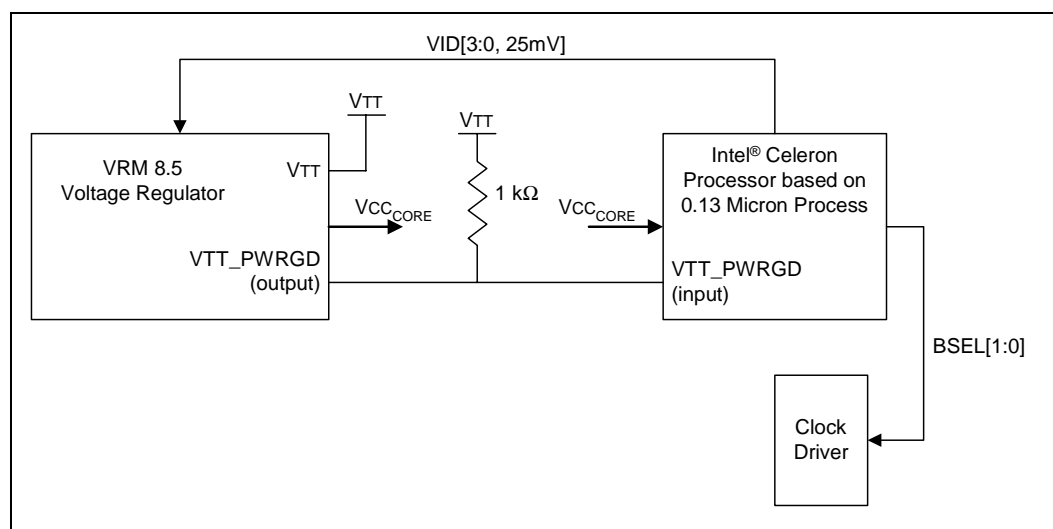 VID[3:0, 25mV]
VTT
VTT
VRM 8.5
Voltage Regulator
VTT
1 kΩ
VCCCORE
VCCCORE
VTT_PWRGD
(output)
Intel® Celeron
Processor based on
0.13 Micron Process
VTT_PWRGD
(input)
BSEL[1:0]
Clock
Driver